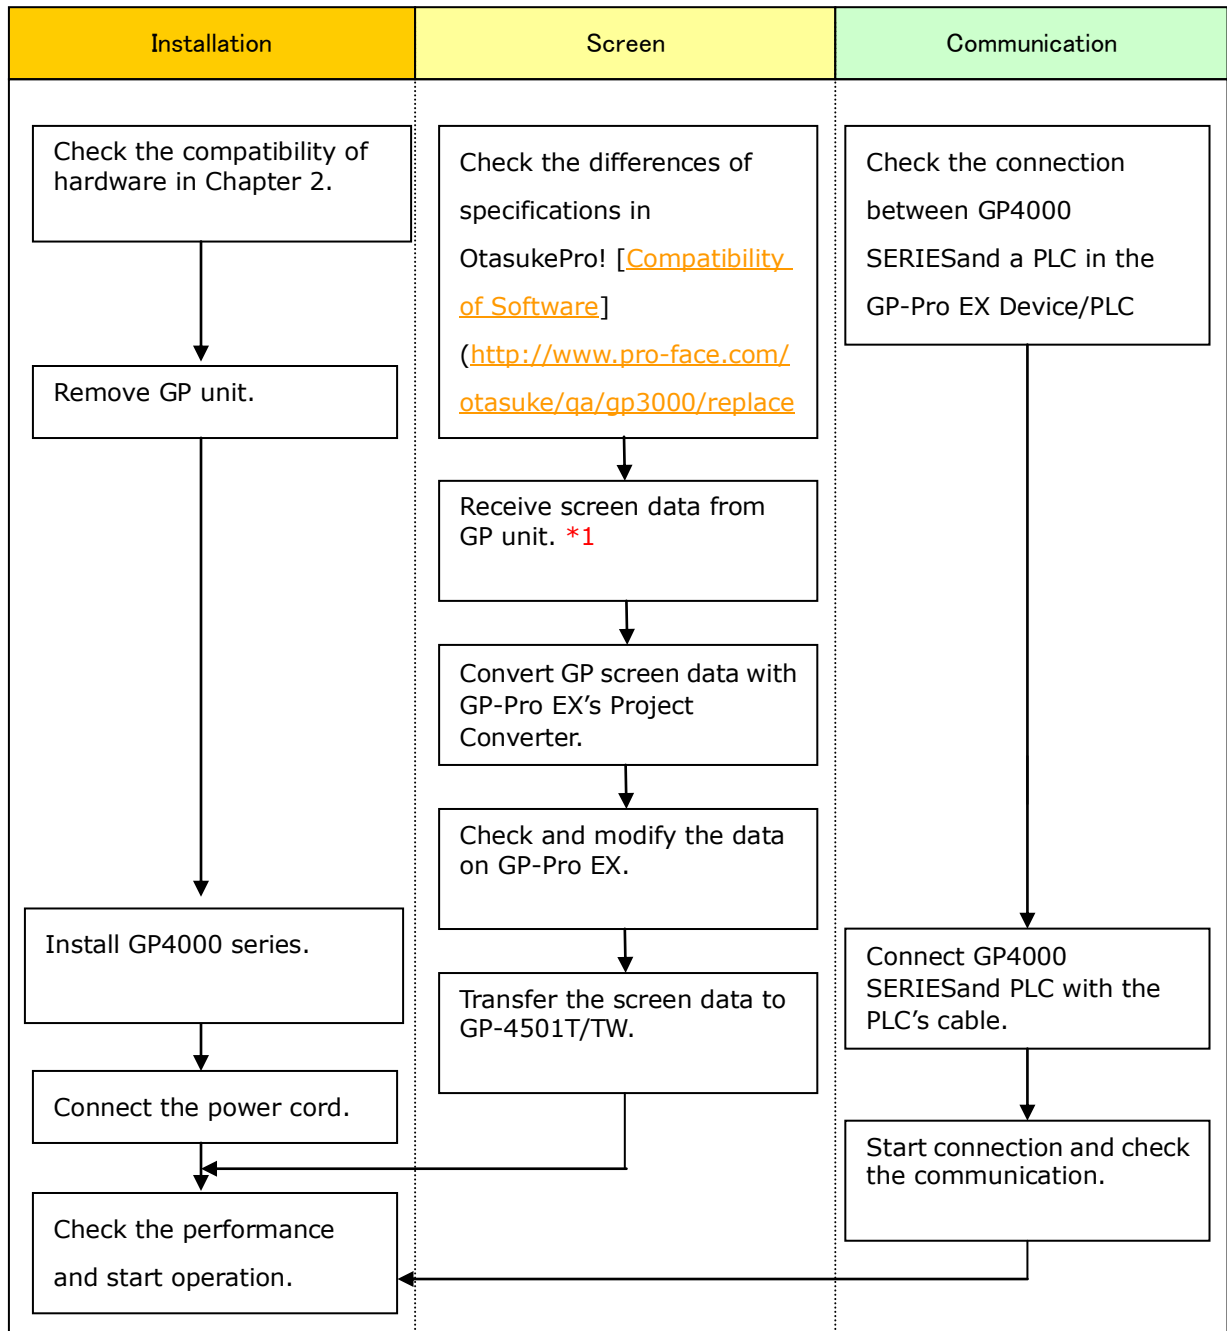 Installation
Screen
Communication
Check the compatibility of
hardware in Chapter 2.
Remove GP unit.
Install GP4000 series.
Connect the power cord.
Check the performance
and start operation.
Check the differences of
specifications in
OtasukePro! [Compatibility
of Software]
(http://www.pro-face.com/
otasuke/qa/gp3000/replace
Receive screen data from
GP unit. *1
Convert GP screen data with
GP-Pro EX’s Project
Converter.
Check and modify the data
on GP-Pro EX.
Transfer the screen data to
GP-4501T/TW.
Check the connection
between GP4000
SERIESand a PLC in the
GP-Pro EX Device/PLC
Connect GP4000
SERIESand PLC with the
PLC’s cable.
Start connection and check
the communication.